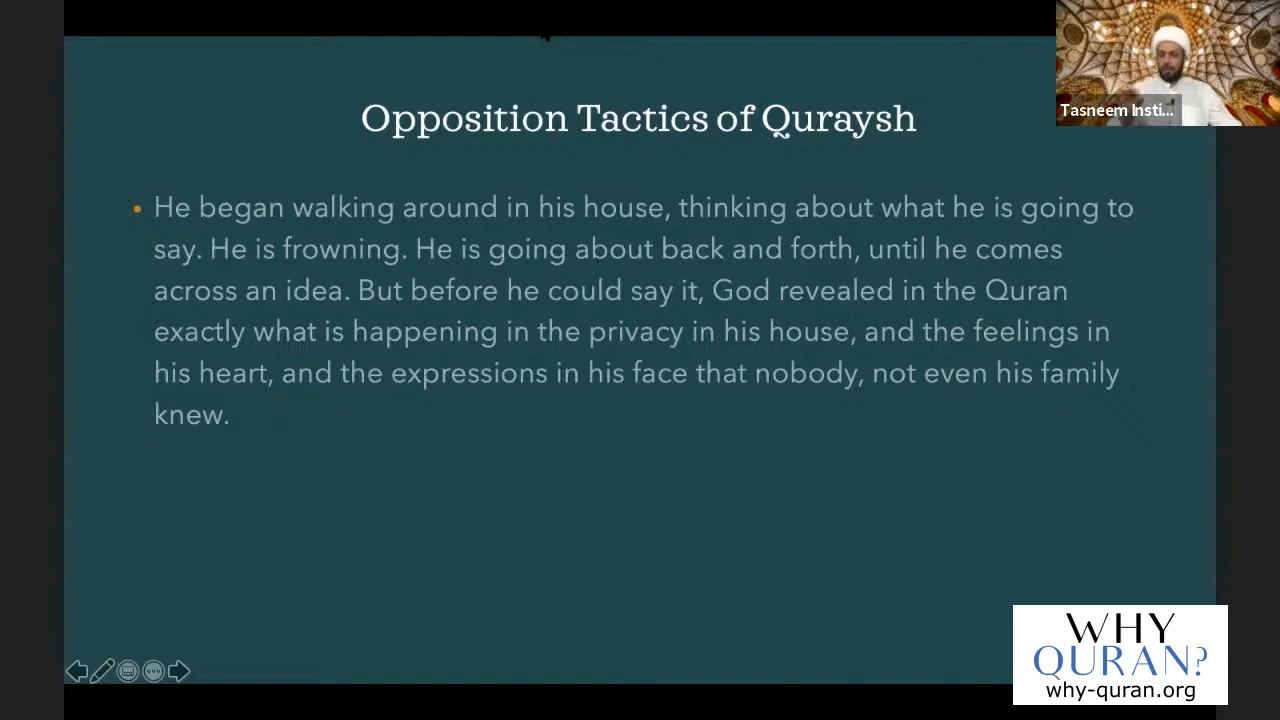 Opposition Tactics of Quraysh
Tasneem Insti...
• He began walking around in his house, thinking about what he is going to
say. He is frowning. He is going about back and forth, until he comes
across an idea. But before he could say it, God revealed in the Quran
exactly what is happening in the privacy in his house, and the feelings in
his heart, and the expressions in his face that nobody, not even his family
knew.
WHY
QURAN?
why-quran.org